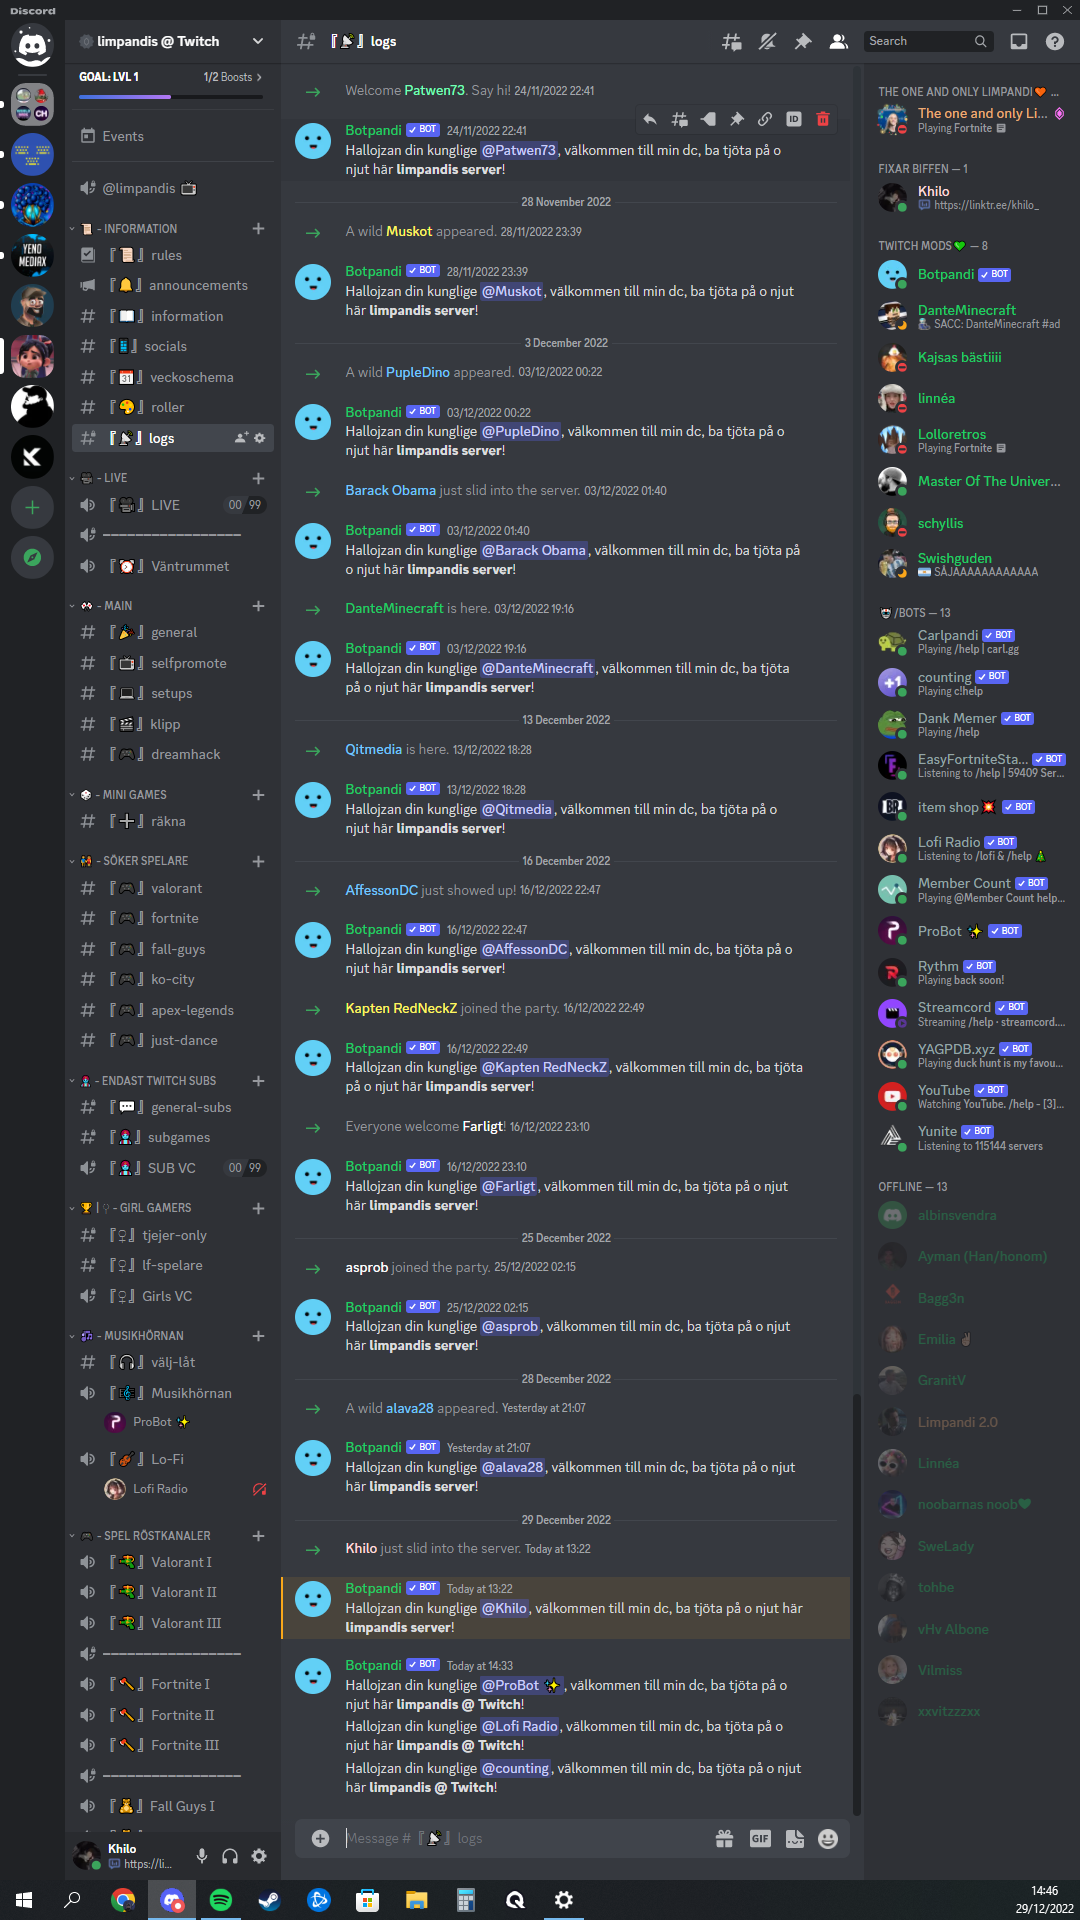 Discord
limpandis @ Twitch
GOAL: LVL 1
1/2 Boosts
Events
@limpandis
- INFORMATION
rules
announcements
information
socials
veckoschema
roller
logs
- LIVE
LIVE
00 99
Väntrummet
- MAIN
general
selfpromote
setups
klipp
dreamhack
- MINI GAMES
räkna
- SÖKER SPELARE
valorant
fortnite
fall-guys
ko-city
apex-legends
just-dance
- ENDAST TWITCH SUBS
general-subs
subgames
SUB VC
00 99
- GIRL GAMERS
tjejer-only
lf-spelare
Girls VC
- MUSIKHÖRNAN
välj-låt
Musikhörnan
ProBot ✨
Lo-Fi
Lofi Radio
- SPEL RÖSTKANALER
Valorant I
Valorant II
Valorant III
Fortnite I
Fortnite II
Fortnite III
Fall Guys I
Khilo
https://li...
logs
Search
Welcome Patwen73. Say hi! 24/11/2022 22:41
Botpandi BOT 24/11/2022 22:41
Hallojzan din kunglige @Patwen73, välkommen till min dc, ba tjöta på o
njut här limpandis server!
28 November 2022
A wild Muskot appeared. 28/11/2022 23:39
Botpandi BOT 28/11/2022 23:39
Hallojzan din kunglige @Muskot, välkommen till min dc, ba tjöta på o njut
här limpandis server!
3 December 2022
A wild PupleDino appeared. 03/12/2022 00:22
Botpandi BOT 03/12/2022 00:22
Hallojzan din kunglige @PupleDino, välkommen till min dc, ba tjöta på o
njut här limpandis server!
Barack Obama just slid into the server. 03/12/2022 01:40
Botpandi BOT 03/12/2022 01:40
Hallojzan din kunglige @Barack Obama, välkommen till min dc, ba tjöta på
o njut här limpandis server!
DanteMinecraft is here. 03/12/2022 19:16
Botpandi BOT 03/12/2022 19:16
Hallojzan din kunglige @DanteMinecraft, välkommen till min dc, ba tjöta
på o njut här limpandis server!
13 December 2022
Qitmedia is here. 13/12/2022 18:28
Botpandi BOT 13/12/2022 18:28
Hallojzan din kunglige @Qitmedia, välkommen till min dc, ba tjöta på o
njut här limpandis server!
16 December 2022
AffessonDC just showed up! 16/12/2022 22:47
Botpandi BOT 16/12/2022 22:47
Hallojzan din kunglige @AffessonDC, välkommen till min dc, ba tjöta på o
njut här limpandis server!
Kapten RedNeckZ joined the party. 16/12/2022 22:49
Botpandi BOT 16/12/2022 22:49
Hallojzan din kunglige @Kapten RedNeckZ, välkommen till min dc, ba tjöta
på o njut här limpandis server!
Everyone welcome Farligt! 16/12/2022 23:10
Botpandi BOT 16/12/2022 23:10
Hallojzan din kunglige @Farligt, välkommen till min dc, ba tjöta på o njut
här limpandis server!
25 December 2022
asprob joined the party. 25/12/2022 02:15
Botpandi BOT 25/12/2022 02:15
Hallojzan din kunglige @asprob, välkommen till min dc, ba tjöta på o njut
här limpandis server!
28 December 2022
A wild alava28 appeared. Yesterday at 21:07
Botpandi BOT Yesterday at 21:07
Hallojzan din kunglige @alava28, välkommen till min dc, ba tjöta på o njut
här limpandis server!
29 December 2022
Khilo just slid into the server. Today at 13:22
Botpandi BOT Today at 13:22
Hallojzan din kunglige @Khilo, välkommen till min dc, ba tjöta på o njut här
limpandis server!
Botpandi BOT Today at 14:33
Hallojzan din kunglige @ProBot ✨, välkommen till min dc, ba tjöta på o
njut här limpandis @ Twitch!
Hallojzan din kunglige @Lofi Radio, välkommen till min dc, ba tjöta på o
njut här limpandis @ Twitch!
Hallojzan din kunglige @counting, välkommen till min dc, ba tjöta på o njut
här limpandis @ Twitch!
Message # logs
GIF
THE ONE AND ONLY LIMPANDI🧡 ...
The one and only Li...
Playing Fortnite
FIXAR BIFFEN — 1
Khilo
https://linktr.ee/khilo_
TWITCH MODS💚 — 8
Botpandi BOT
DanteMinecraft
SACC: DanteMinecraft #ad
Kajsas bästiiii
linnéa
Lolloretros
Playing Fortnite
Master Of The Univer...
schyllis
Swishguden
SÅJAAAAAAAAAAAA
/BOTS — 13
Carlpandi BOT
Playing /help | carl.gg
counting BOT
Playing c!help
Dank Memer BOT
Playing /help
EasyFortniteSta... BOT
Listening to /help | 59409 Ser...
item shop💥 BOT
Lofi Radio BOT
Listening to /lofi & /help 🎄
Member Count BOT
Playing @Member Count help...
ProBot ✨ BOT
Rythm BOT
Playing back soon!
Streamcord BOT
Streaming /help · streamcord....
YAGPDB.xyz BOT
Playing duck hunt is my favou...
YouTube BOT
Watching YouTube. /help - [3]...
Yunite BOT
Listening to 115144 servers
OFFLINE — 13
albinsvendra
Ayman (Han/honom)
Bagg3n
Emilia
GranitV
Limpandi 2.0
Linnéa
noobarnas noob💚
SweLady
tohbe
vHv Albone
Vilmiss
xxvitzzzxx
YENO
MEDIAX
CH
ID
14:46
29/12/2022